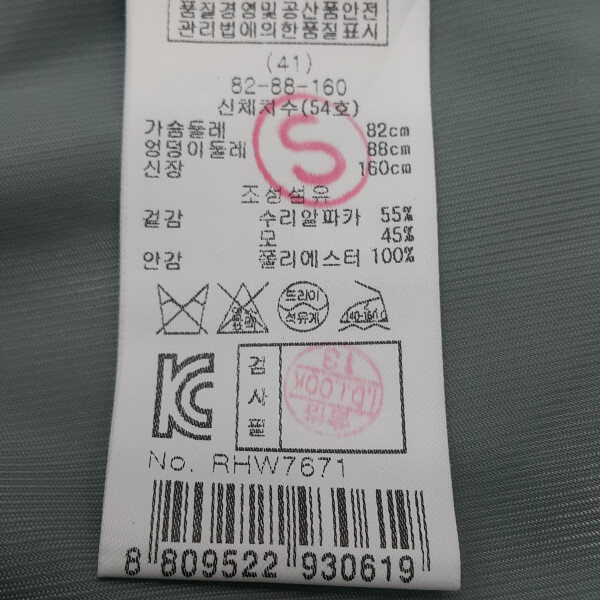 품질경영및공산품안전
관리법에의한품질표시
(41)
82-88-160
신체치수(54호)
S
가슴둘레 82cm
엉덩이둘레 88cm
신장 160cm
조성섬유
겉감 수리알파카 55%
모 45%
안감 폴리에스터 100%
드라이
석유계
검사필
13
IDLOOK
No. RHW7671
8 809522 930619